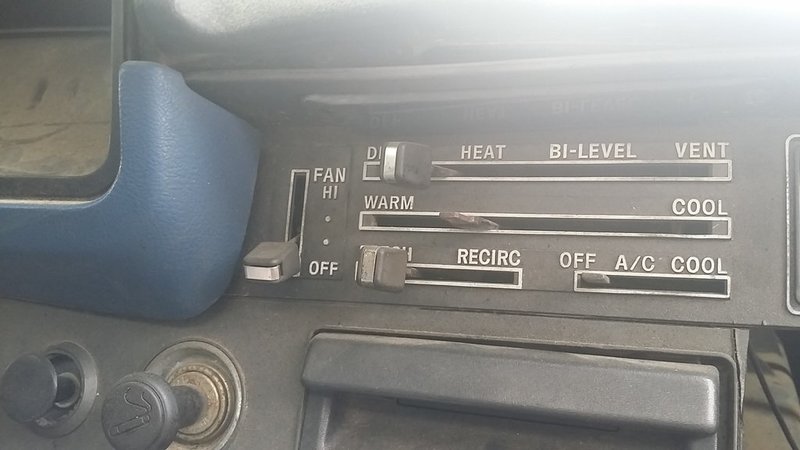 HEAT BI-LEVEL VENT
FAN
HI
WARM COOL
RECIRC OFF A/C COOL
OFF